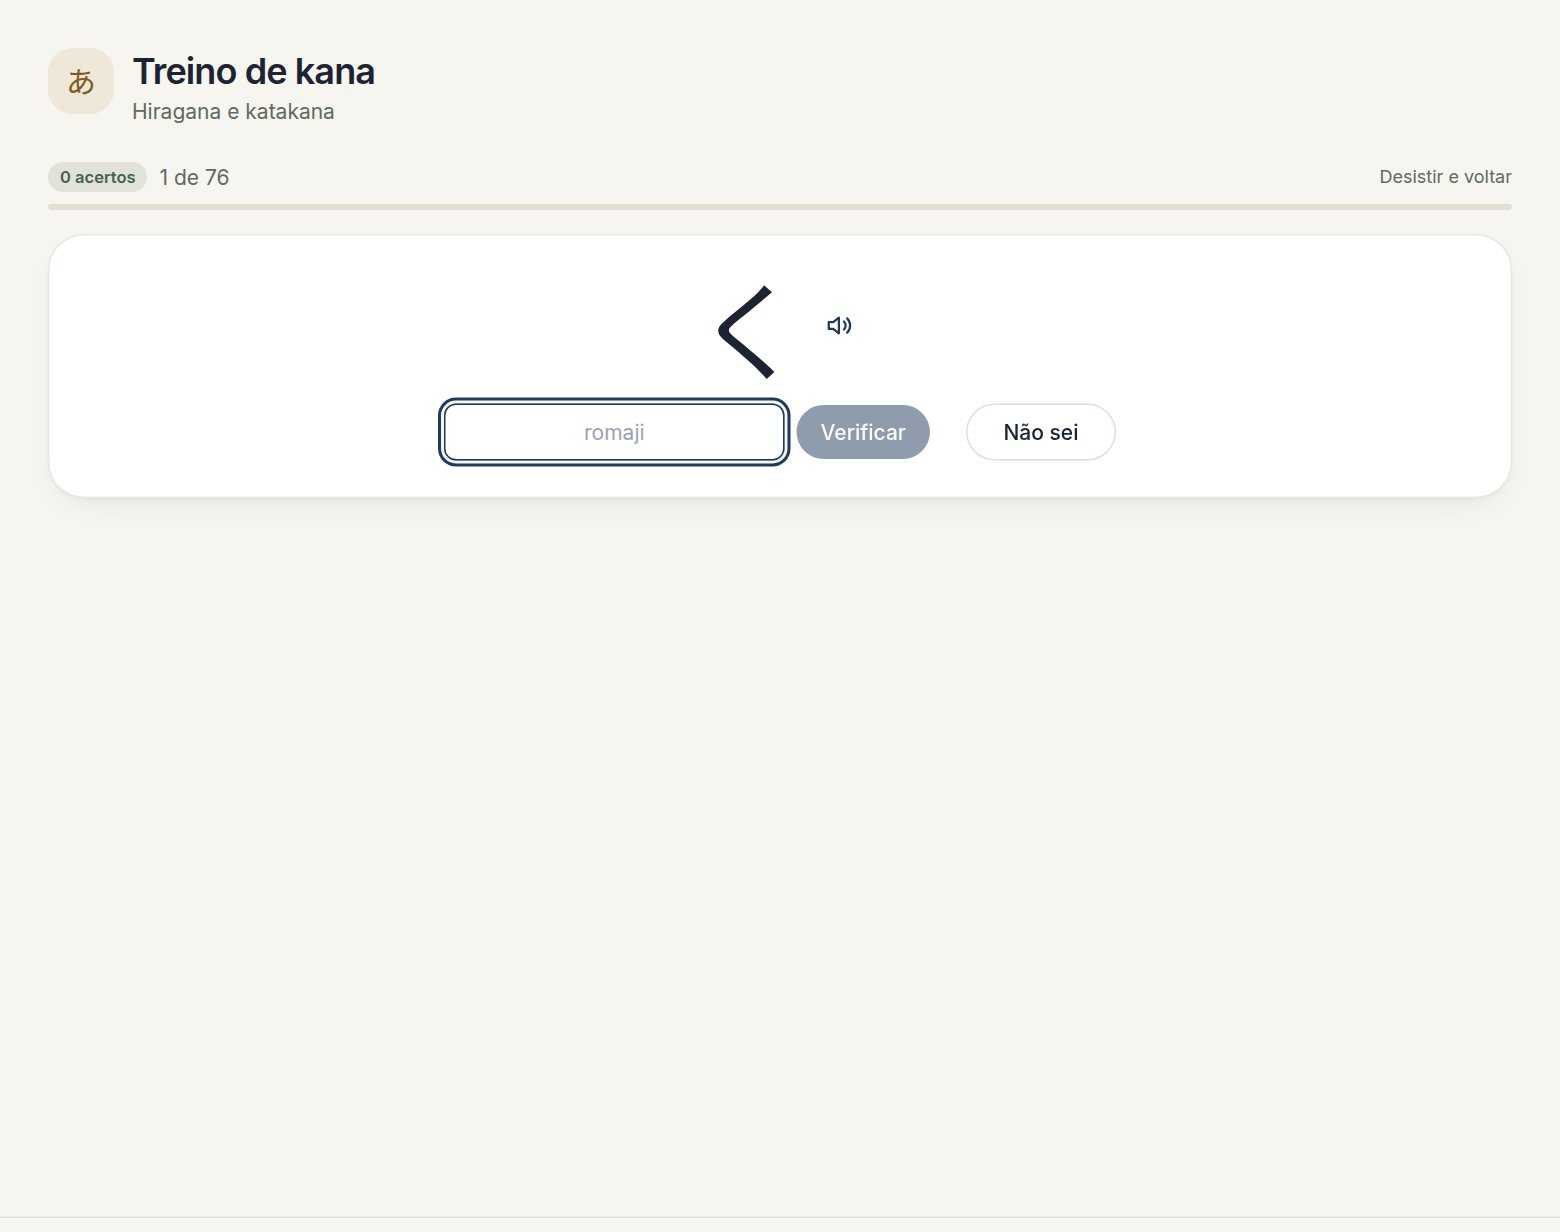 あ
Treino de kana
Hiragana e katakana
0 acertos 1 de 76
Desistir e voltar
く
romaji
Verificar
Não sei